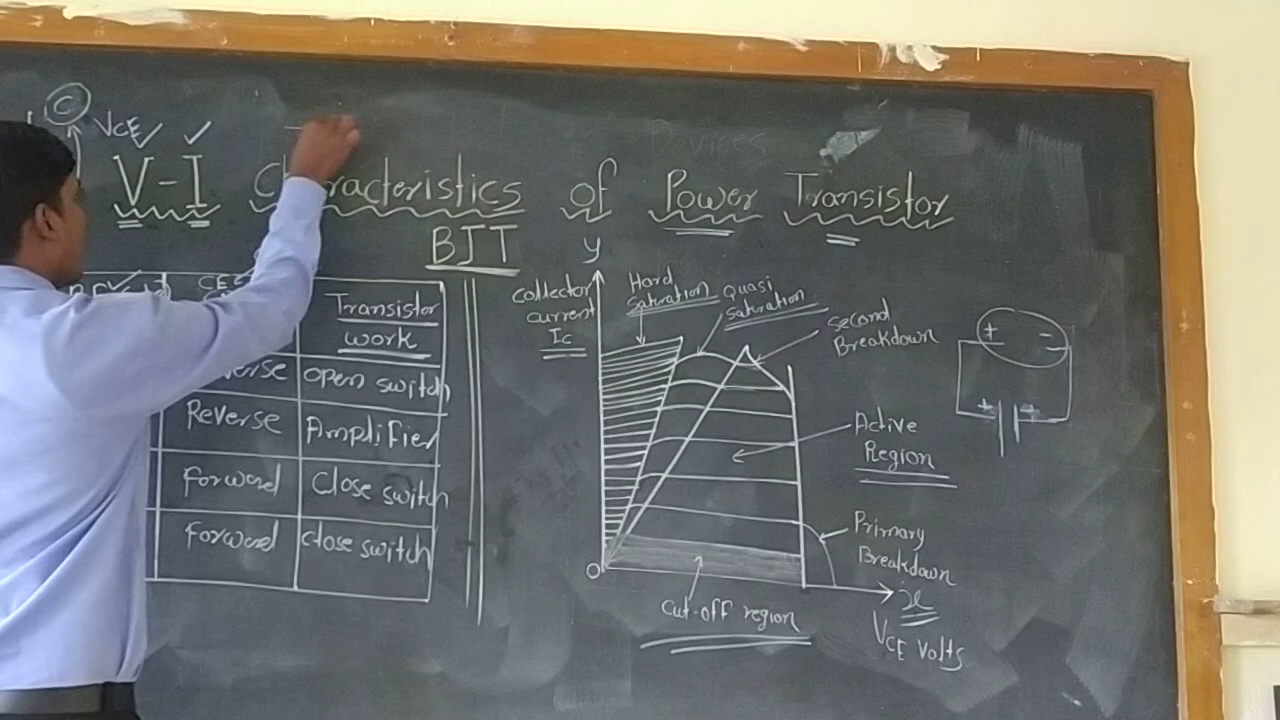 C
VCE
V-I Characteristics of Power Transistor
BJT
Transistor
work
open switch
Reverse Amplifier
Forward Close switch
Forward Close switch
y
Collector
current
Ic
Hard
saturation
Quasi
saturation
Second
Breakdown
Active
Region
Primary
Breakdown
O
Cut-off region
x
VCE Volts
+ -
+